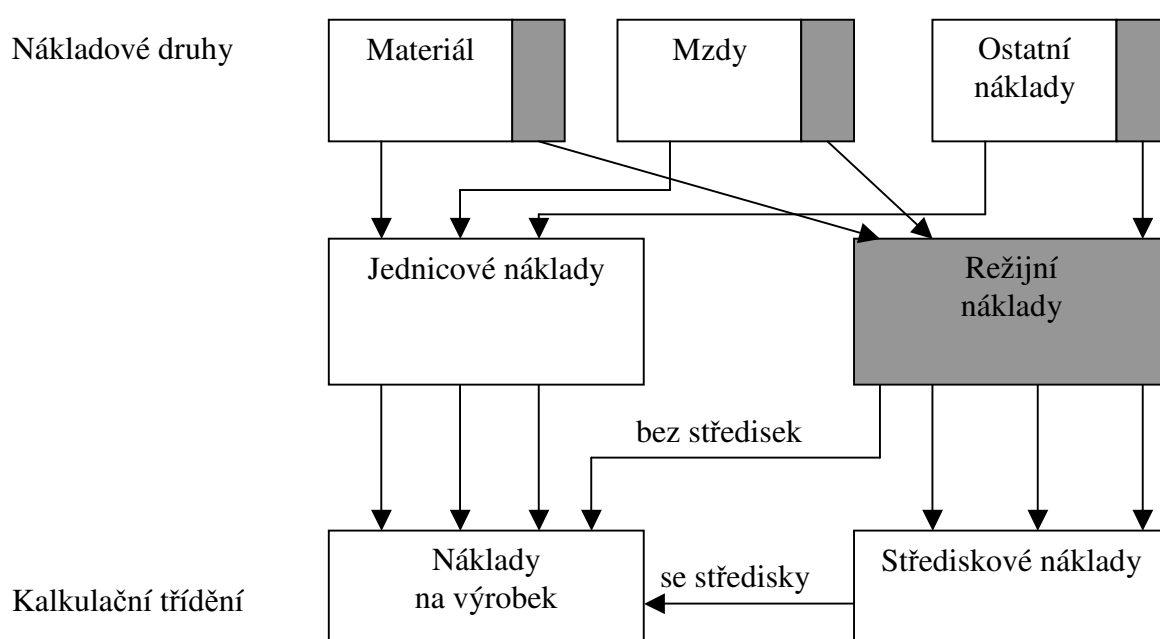 Nákladové druhy
Materiál
Mzdy
Ostatní
náklady
Jednicové náklady
Režijní
náklady
bez středisek
Náklady
na výrobek
se středisky
Střediskové náklady
Kalkulační třídění